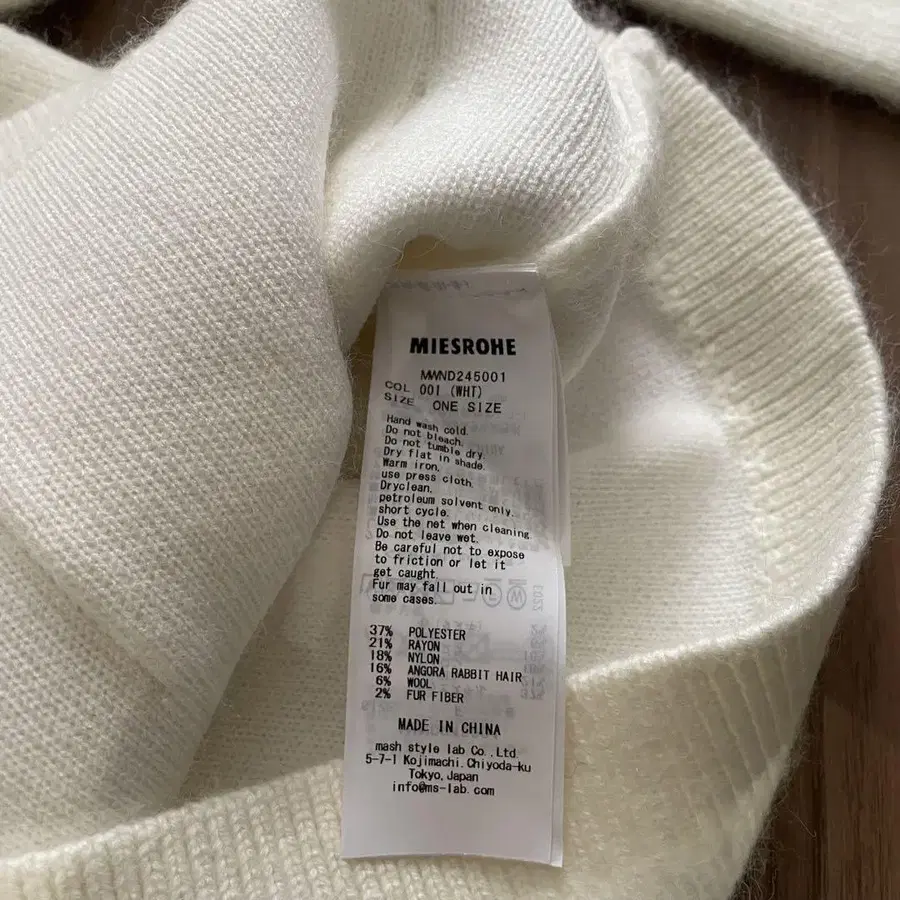 MIESROHE
MWND245001
COL 001 (WHT)
SIZE ONE SIZE
Hand wash cold.
Do not bleach.
Do not tumble dry.
Dry flat in shade.
Warm iron.
use press cloth.
Dryclean.
petroleum solvent only.
short cycle.
Use the net when cleaning
Do not leave wet.
Be careful not to expose
to friction or let it
get caught.
Fur may fall out in
some cases.
37% POLYESTER
21% RAYON
18% NYLON
16% ANGORA RABBIT HAIR
6% WOOL
2% FUR FIBER
MADE IN CHINA
mash style lab Co.,Ltd.
5-7-1 Kojimachi.Chiyoda-ku
Tokyo,Japan
info@ms-lab.com